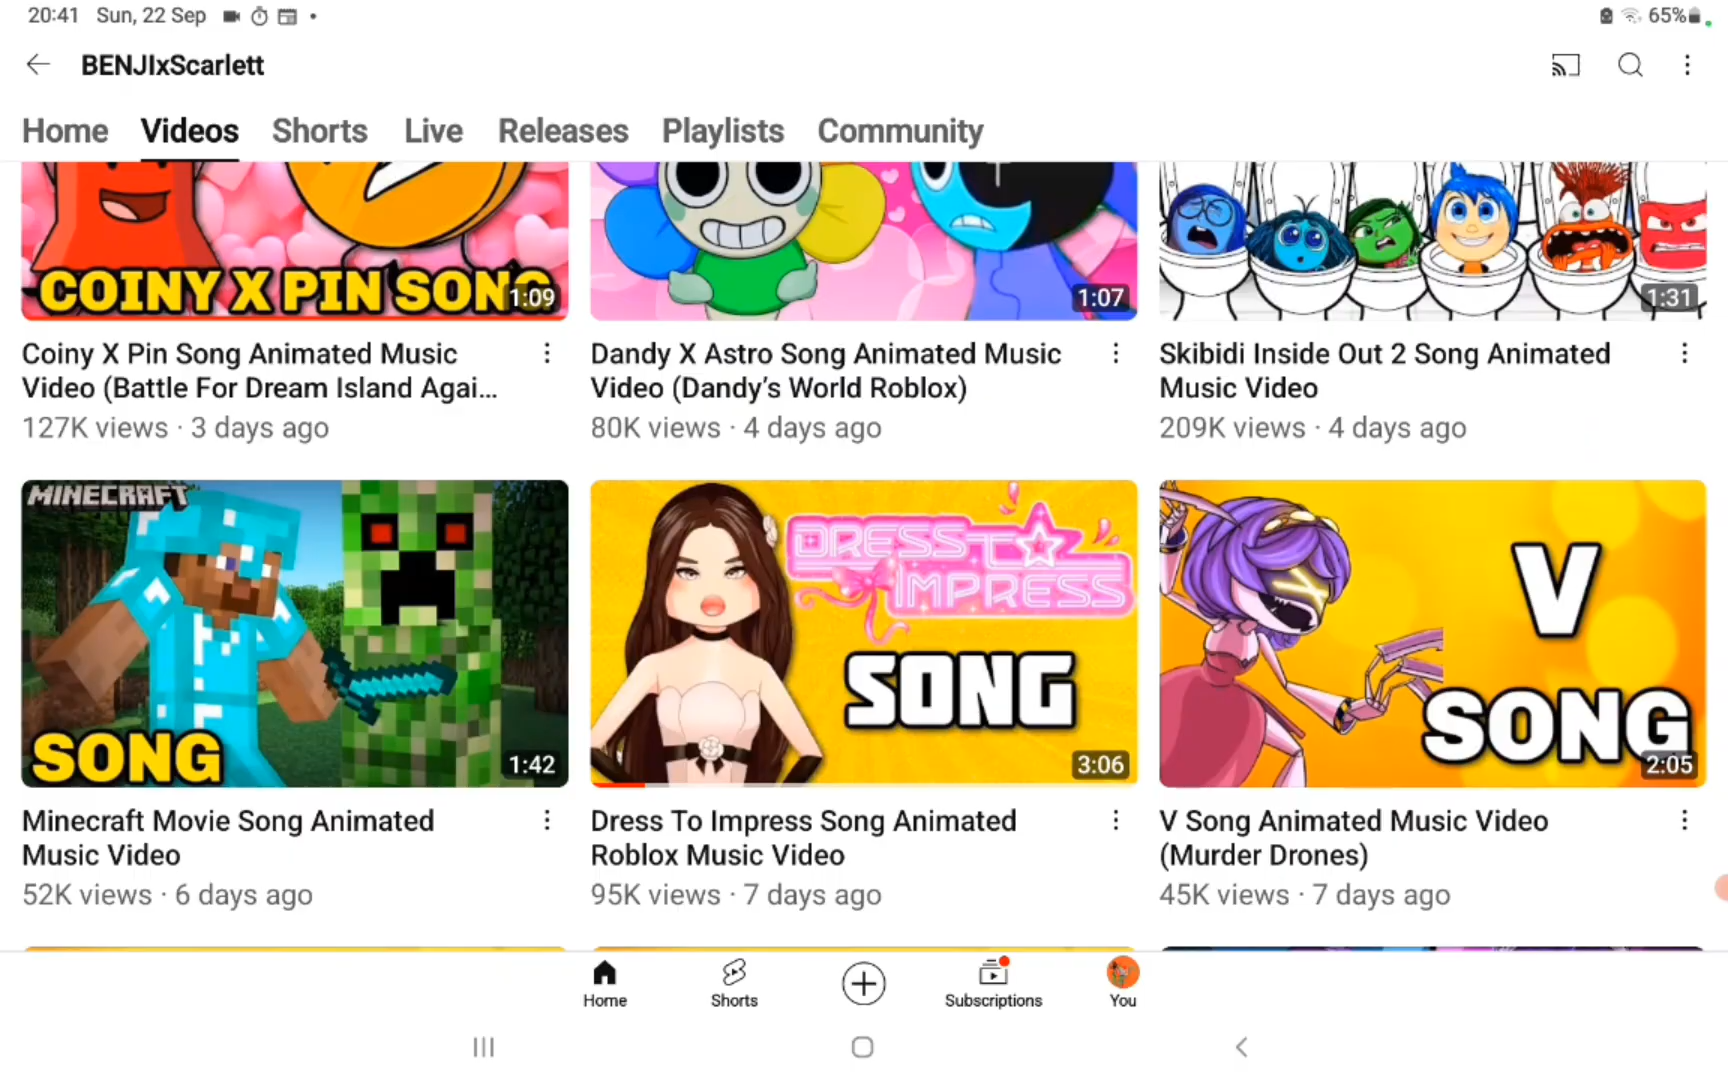 20:41 Sun, 22 Sep
65%
BENJIxScarlett
Home Videos Shorts Live Releases Playlists Community
COINY X PIN SONG
1:09
1:07
1:31
Coiny X Pin Song Animated Music
Video (Battle For Dream Island Agai...
127K views · 3 days ago
Dandy X Astro Song Animated Music
Video (Dandy’s World Roblox)
80K views · 4 days ago
Skibidi Inside Out 2 Song Animated
Music Video
209K views · 4 days ago
MINECRAFT
SONG
1:42
DRESS TO
IMPRESS
SONG
3:06
V
SONG
2:05
Minecraft Movie Song Animated
Music Video
52K views · 6 days ago
Dress To Impress Song Animated
Roblox Music Video
95K views · 7 days ago
V Song Animated Music Video
(Murder Drones)
45K views · 7 days ago
Home Shorts Subscriptions You